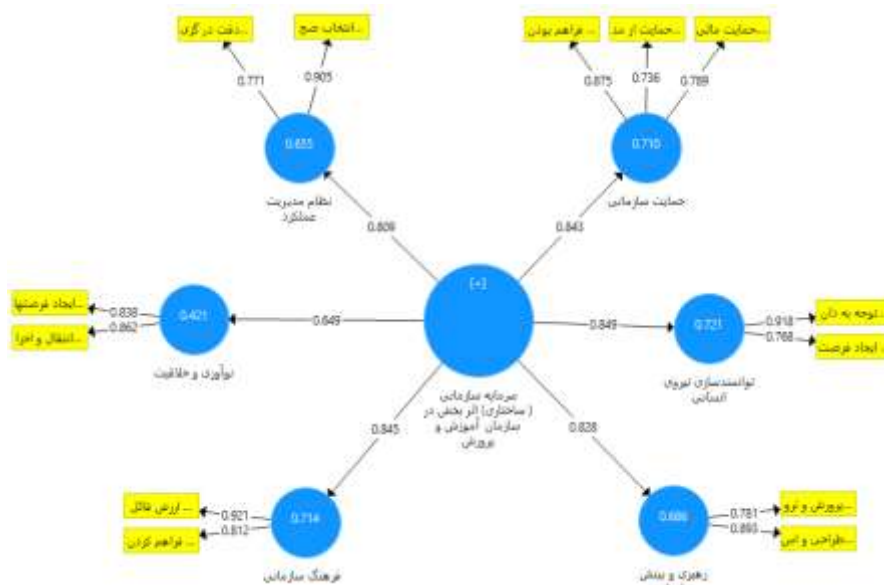 دقت در گزی...
انتخاب صح...
فراهم بودن ...
حمایت از مد...
حمایت مالی...
0.771
0.905
0.875
0.736
0.789
0.655
0.710
نظام مدیریت
عملکرد
حمایت سازمانی
0.809
0.843
[+]
ایجاد فرصتها...
انتقال و اجرا...
0.838
0.862
0.421
0.649
0.849
0.721
0.918
0.768
توجه به دان...
ایجاد فرصت ...
نوآوری و خلاقیت
سرمایه سازمانی
( ساختاری) اثر بخش در
سازمان آموزش و
پرورش
توانمندسازی نیروی
انسانی
0.845
0.828
ارزش قائل ...
فراهم کردن ...
0.921
0.812
0.714
0.686
0.781
0.893
پرورش و ترو...
طراحی و اس...
فرهنگ سازمانی
رهبری و بینش